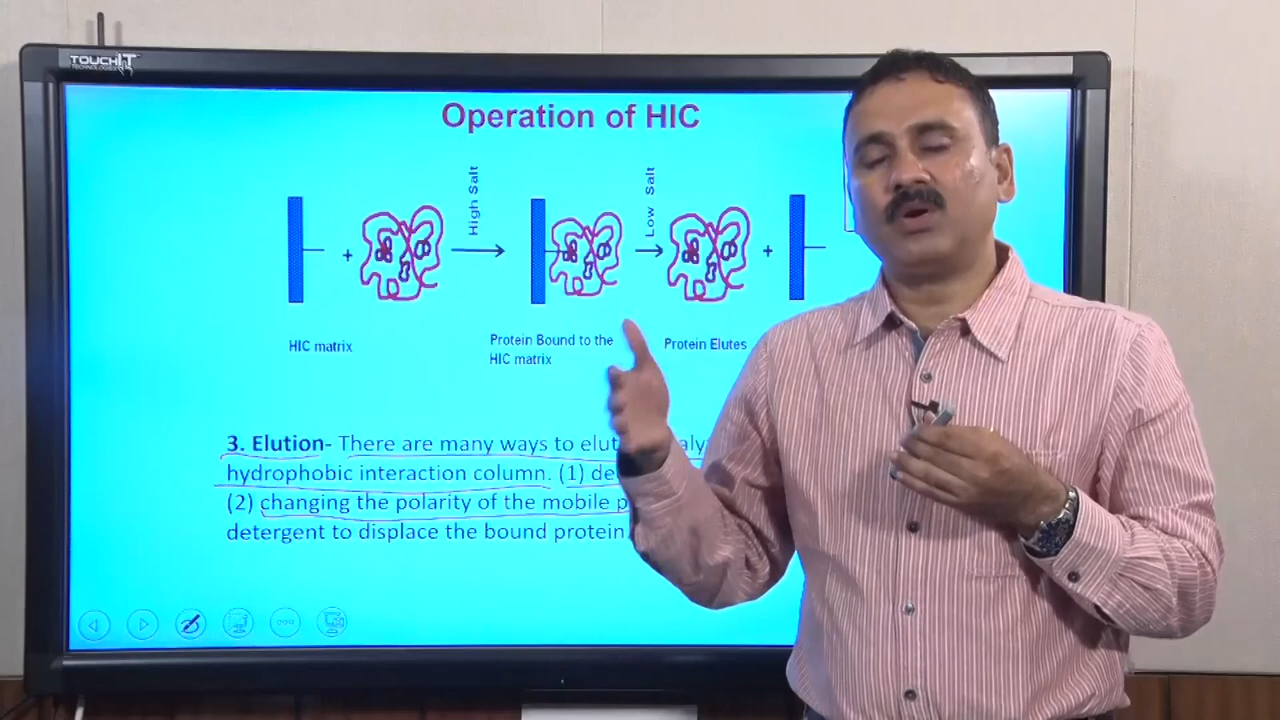 TOUCHIT
TECHNOLOGIES
Operation of HIC
High Salt
Low Salt
+
+
HIC matrix
Protein Bound to the
HIC matrix
Protein Elutes
3. Elution- There are many ways to
hydrophobic interaction column. (1)
(2) changing the polarity of the mobile
detergent to displace the bound protein